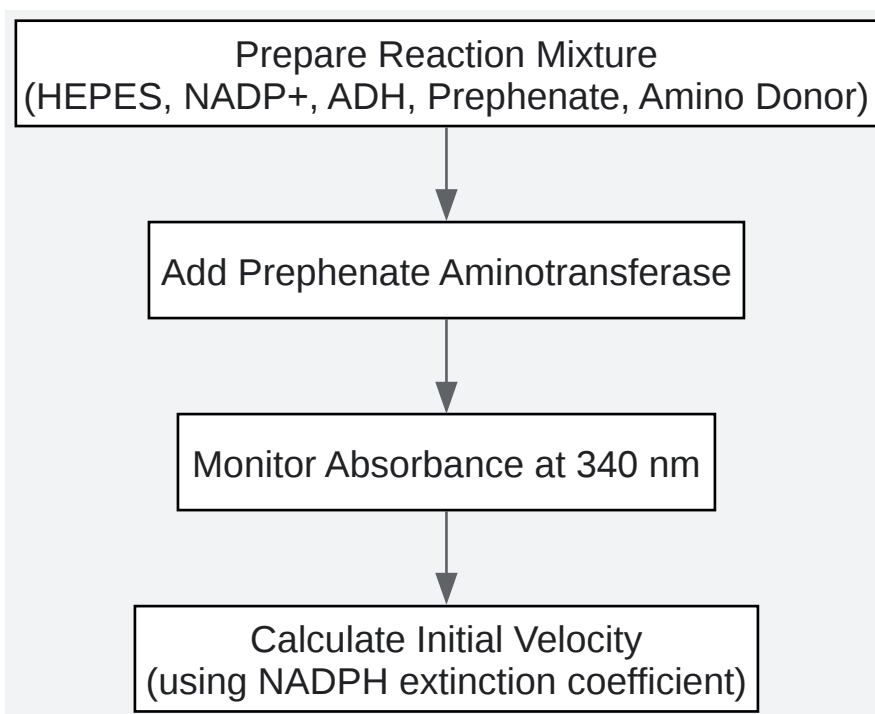 Prepare Reaction Mixture
(HEPES, NADP+, ADH, Prephenate, Amino Donor)
Add Prephenate Aminotransferase
Monitor Absorbance at 340 nm
Calculate Initial Velocity
(using NADPH extinction coefficient)